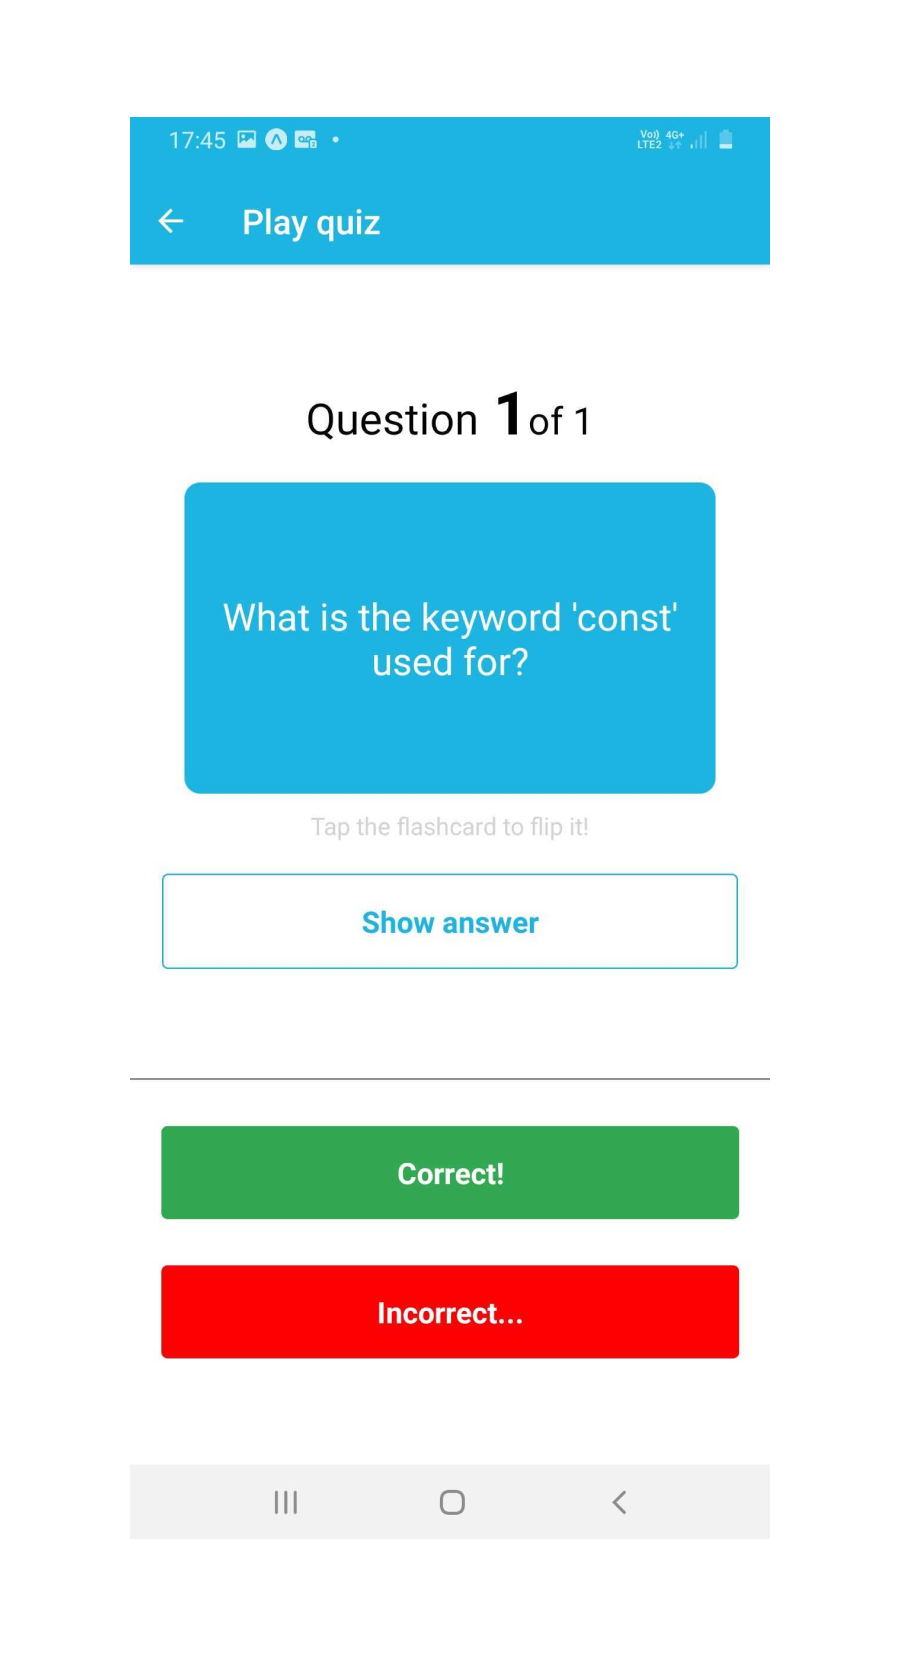 17:45
Vo)) 4G+
LTE2
Play quiz
Question 1 of 1
What is the keyword 'const'
used for?
Tap the flashcard to flip it!
Show answer
Correct!
Incorrect...